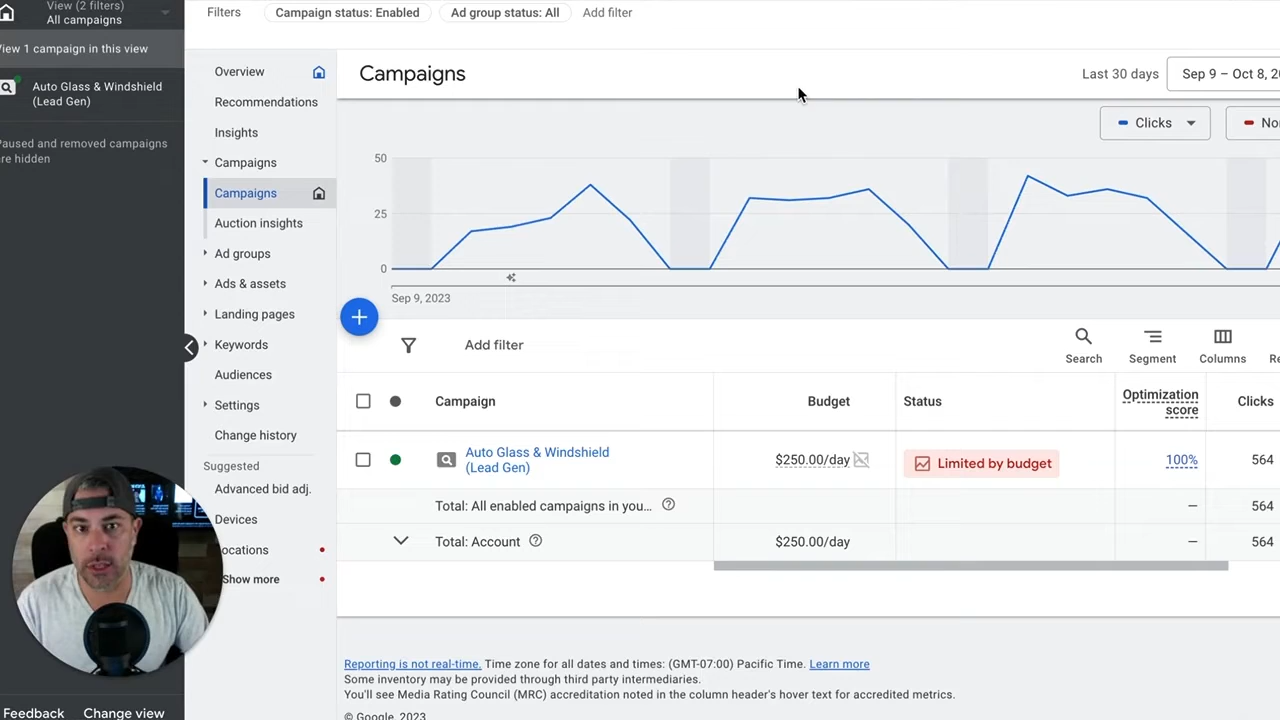 View (2 filters)
All campaigns
View 1 campaign in this view
Auto Glass & Windshield
(Lead Gen)
Paused and removed campaigns
are hidden
Feedback
Change view
Filters
Campaign status: Enabled
Ad group status: All
Add filter
Overview
Recommendations
Insights
Campaigns
Campaigns
Auction insights
Ad groups
Ads & assets
Landing pages
Keywords
Audiences
Settings
Change history
Suggested
Advanced bid adj.
Devices
ocations
Show more
Campaigns
Last 30 days
Sep 9 – Oct 8, 20
Clicks
No
50
25
0
Sep 9, 2023
Add filter
Search
Segment
Columns
Re
Campaign
Budget
Status
Optimization
score
Clicks
Auto Glass & Windshield
(Lead Gen)
$250.00/day
Limited by budget
100%
564
Total: All enabled campaigns in you...
—
564
Total: Account
$250.00/day
—
564
Reporting is not real-time. Time zone for all dates and times: (GMT-07:00) Pacific Time. Learn more
Some inventory may be provided through third party intermediaries.
You'll see Media Rating Council (MRC) accreditation noted in the column header's hover text for accredited metrics.
© Google, 2023.